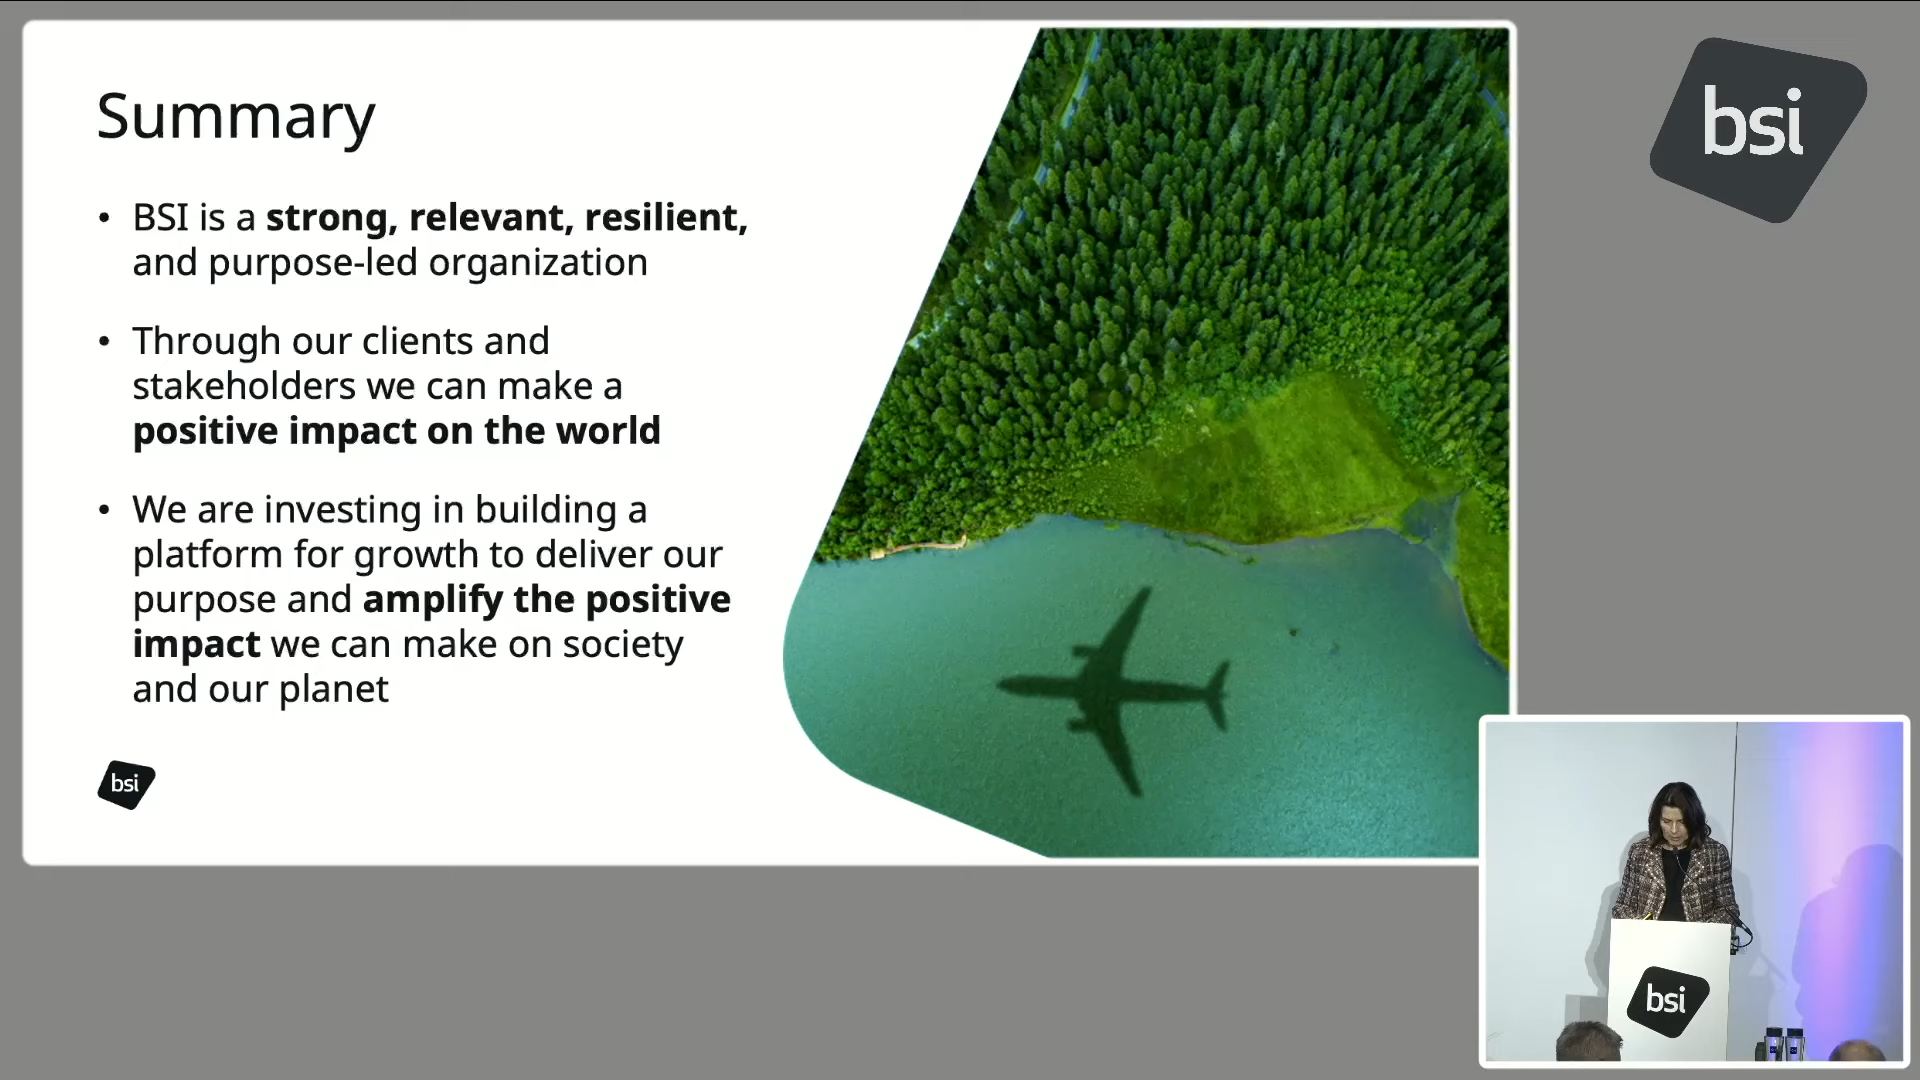 Summary
• BSI is a strong, relevant, resilient,
and purpose-led organization
• Through our clients and
stakeholders we can make a
positive impact on the world
• We are investing in building a
platform for growth to deliver our
purpose and amplify the positive
impact we can make on society
and our planet
bsi
bsi
bsi